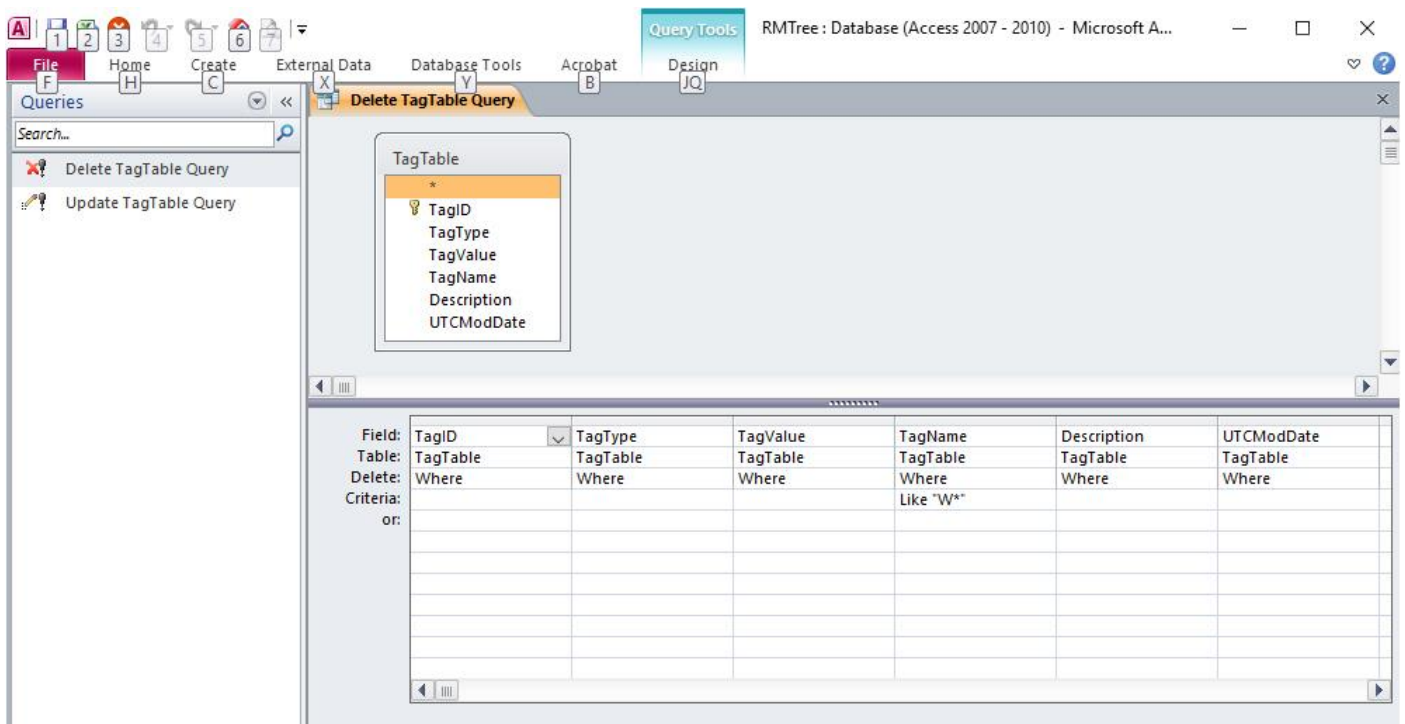 A 1 2 3 4 5 6 7
Query Tools
RMTree : Database (Access 2007 - 2010) - Microsoft A...
File Home Create External Data Database Tools Acrobat Design
F H C X Y B JQ
Queries
Delete TagTable Query
Search...
Delete TagTable Query
Update TagTable Query
TagTable
*
TagID
TagType
TagValue
TagName
Description
UTCModDate
Field: TagID TagType TagValue TagName Description UTCModDate
Table: TagTable TagTable TagTable TagTable TagTable TagTable
Delete: Where Where Where Where Where Where
Criteria: Like "W*"
or: